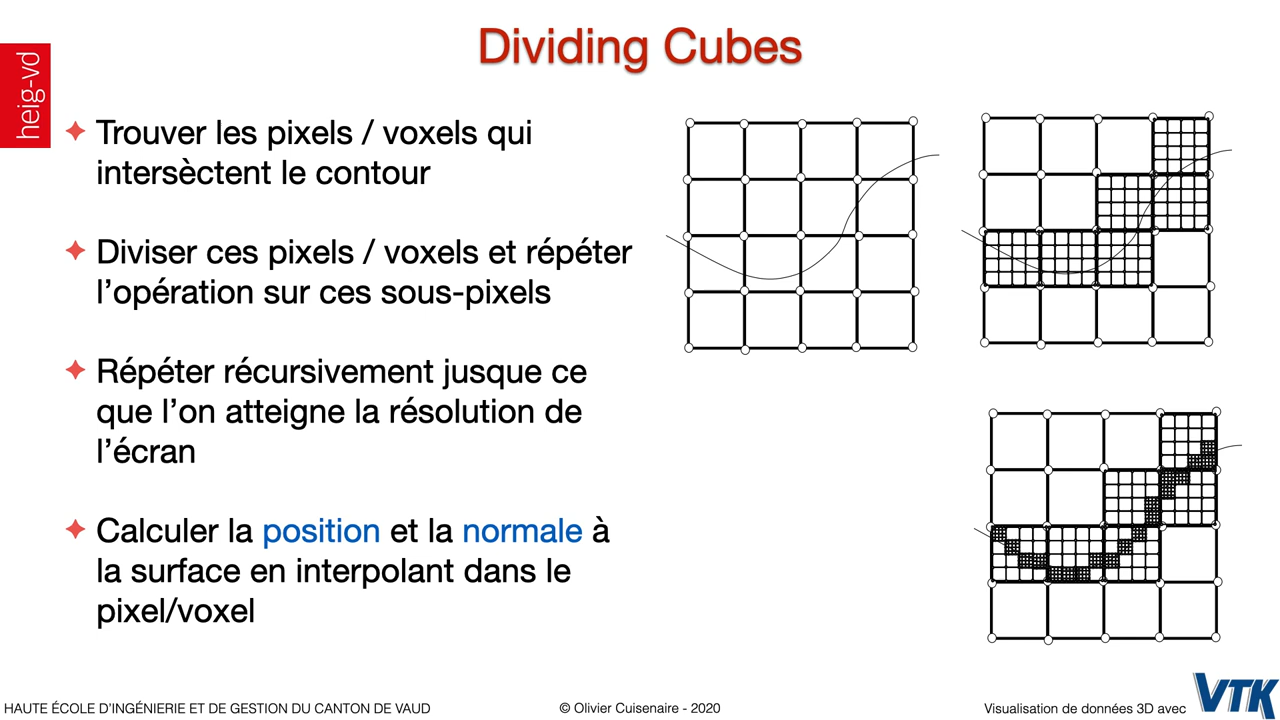 Dividing Cubes
heig-vd
Trouver les pixels / voxels qui
intersèctent le contour
Diviser ces pixels / voxels et répéter
l'opération sur ces sous-pixels
Répéter récursivement jusque ce
que l'on atteigne la résolution de
l'écran
Calculer la position et la normale à
la surface en interpolant dans le
pixel/voxel
HAUTE ÉCOLE D'INGÉNIERIE ET DE GESTION DU CANTON DE VAUD
© Olivier Cuisenaire - 2020
Visualisation de données 3D avec VTK